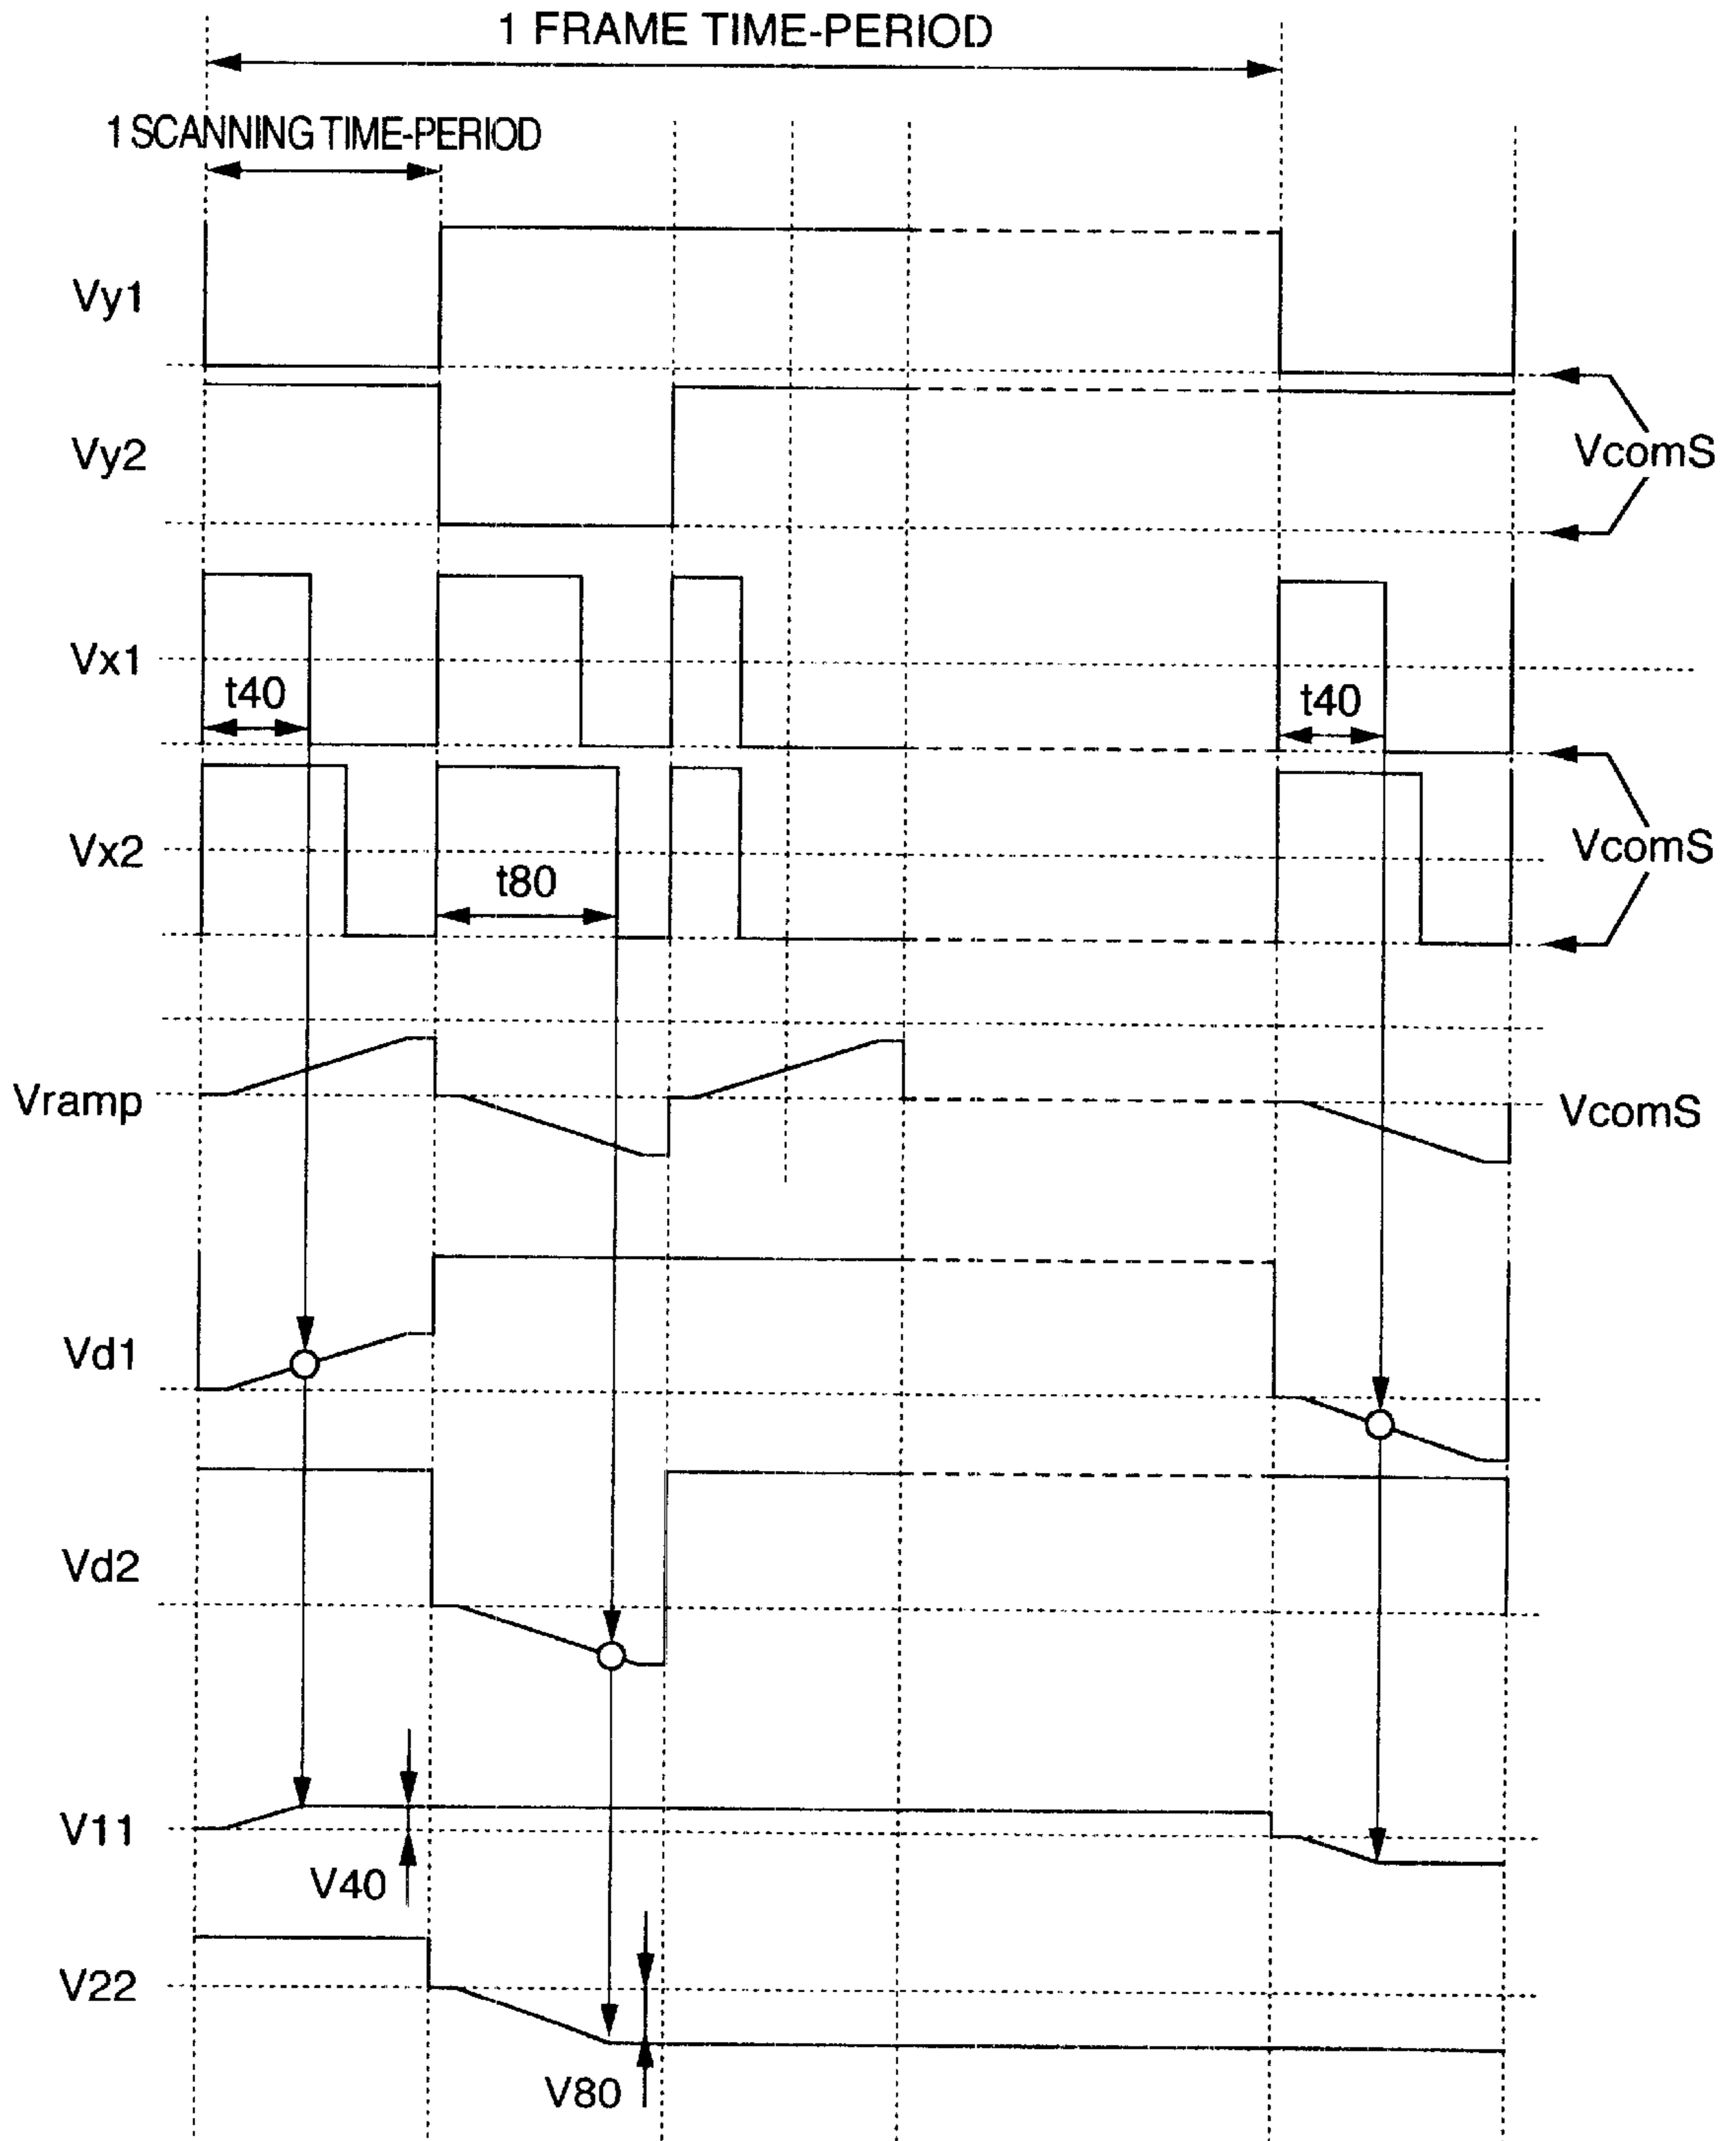 1 FRAME TIME-PERIOD
1 SCANNING TIME-PERIOD
Vy1
Vy2
VcomS
Vx1
t40
t40
Vx2
t80
VcomS
Vramp
VcomS
Vd1
Vd2
V11
V40
V22
V80